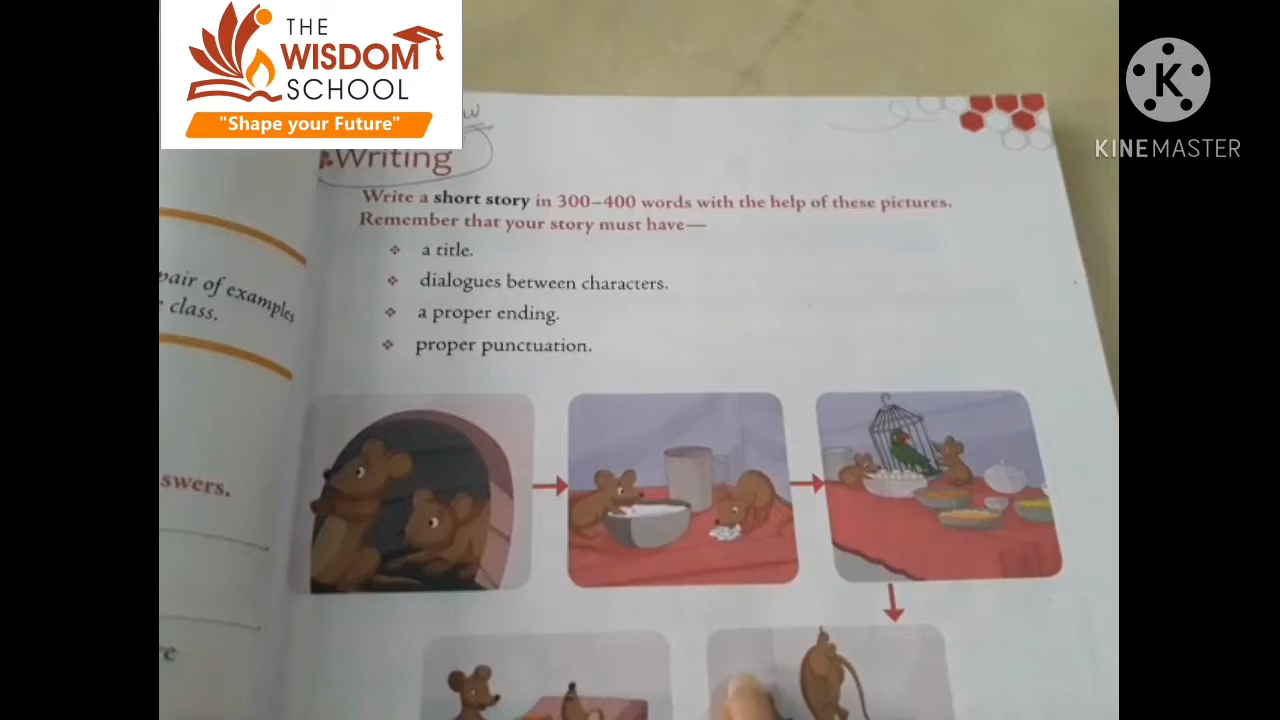 THE
WISDOM
SCHOOL
"Shape your Future"
K
KINEMASTER
Writing
Write a short story in 300–400 words with the help of these pictures.
Remember that your story must have—
❖ a title.
❖ dialogues between characters.
❖ a proper ending.
❖ proper punctuation.
pair of examples
class.
swers.
re